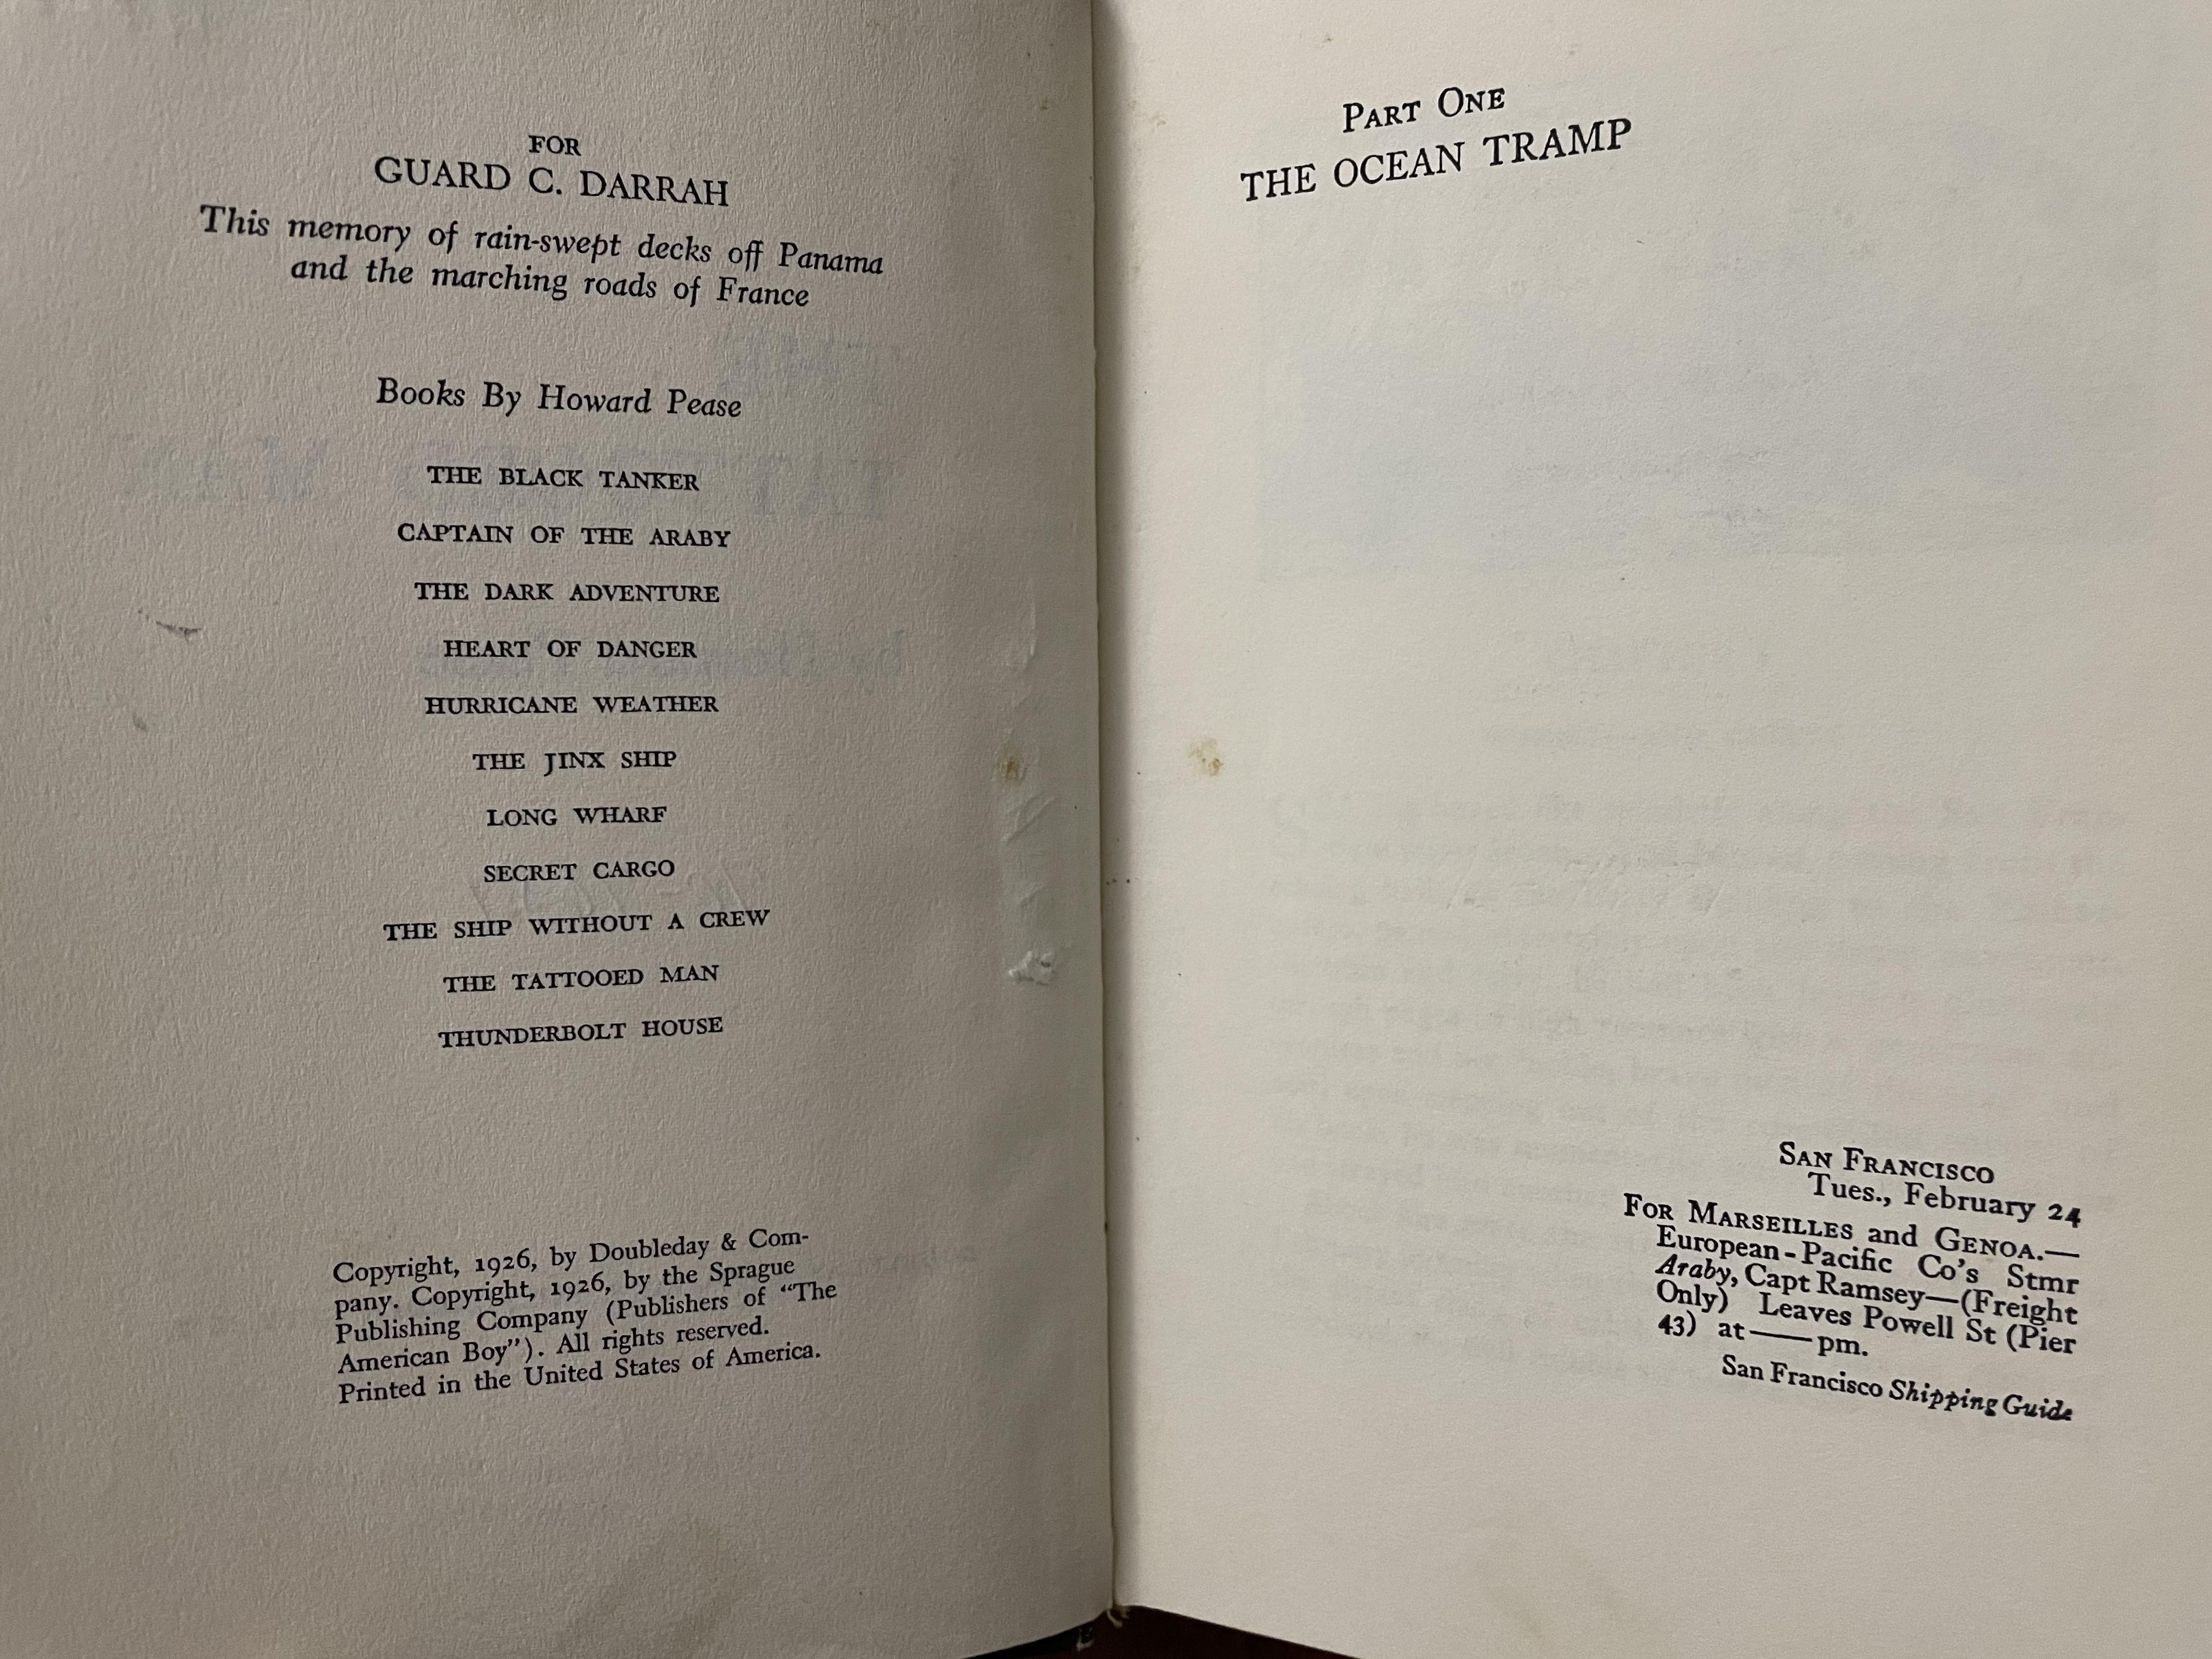 FOR
GUARD C. DARRAH
This memory of rain-swept decks off Panama
and the marching roads of France
Books By Howard Pease
THE BLACK TANKER
CAPTAIN OF THE ARABY
THE DARK ADVENTURE
HEART OF DANGER
HURRICANE WEATHER
THE JINX SHIP
LONG WHARF
SECRET CARGO
THE SHIP WITHOUT A CREW
THE TATTOOED MAN
THUNDERBOLT HOUSE
Copyright, 1926, by Doubleday & Com-
pany. Copyright, 1926, by the Sprague
Publishing Company (Publishers of "The
American Boy"). All rights reserved.
Printed in the United States of America.
PART ONE
THE OCEAN TRAMP
SAN FRANCISCO
Tues., February 24
FOR MARSEILLES and GENOA.—
European-Pacific Co's Stmr
Araby, Capt Ramsey—(Freight
Only) Leaves Powell St (Pier
43) at——pm.
San Francisco Shipping Guide